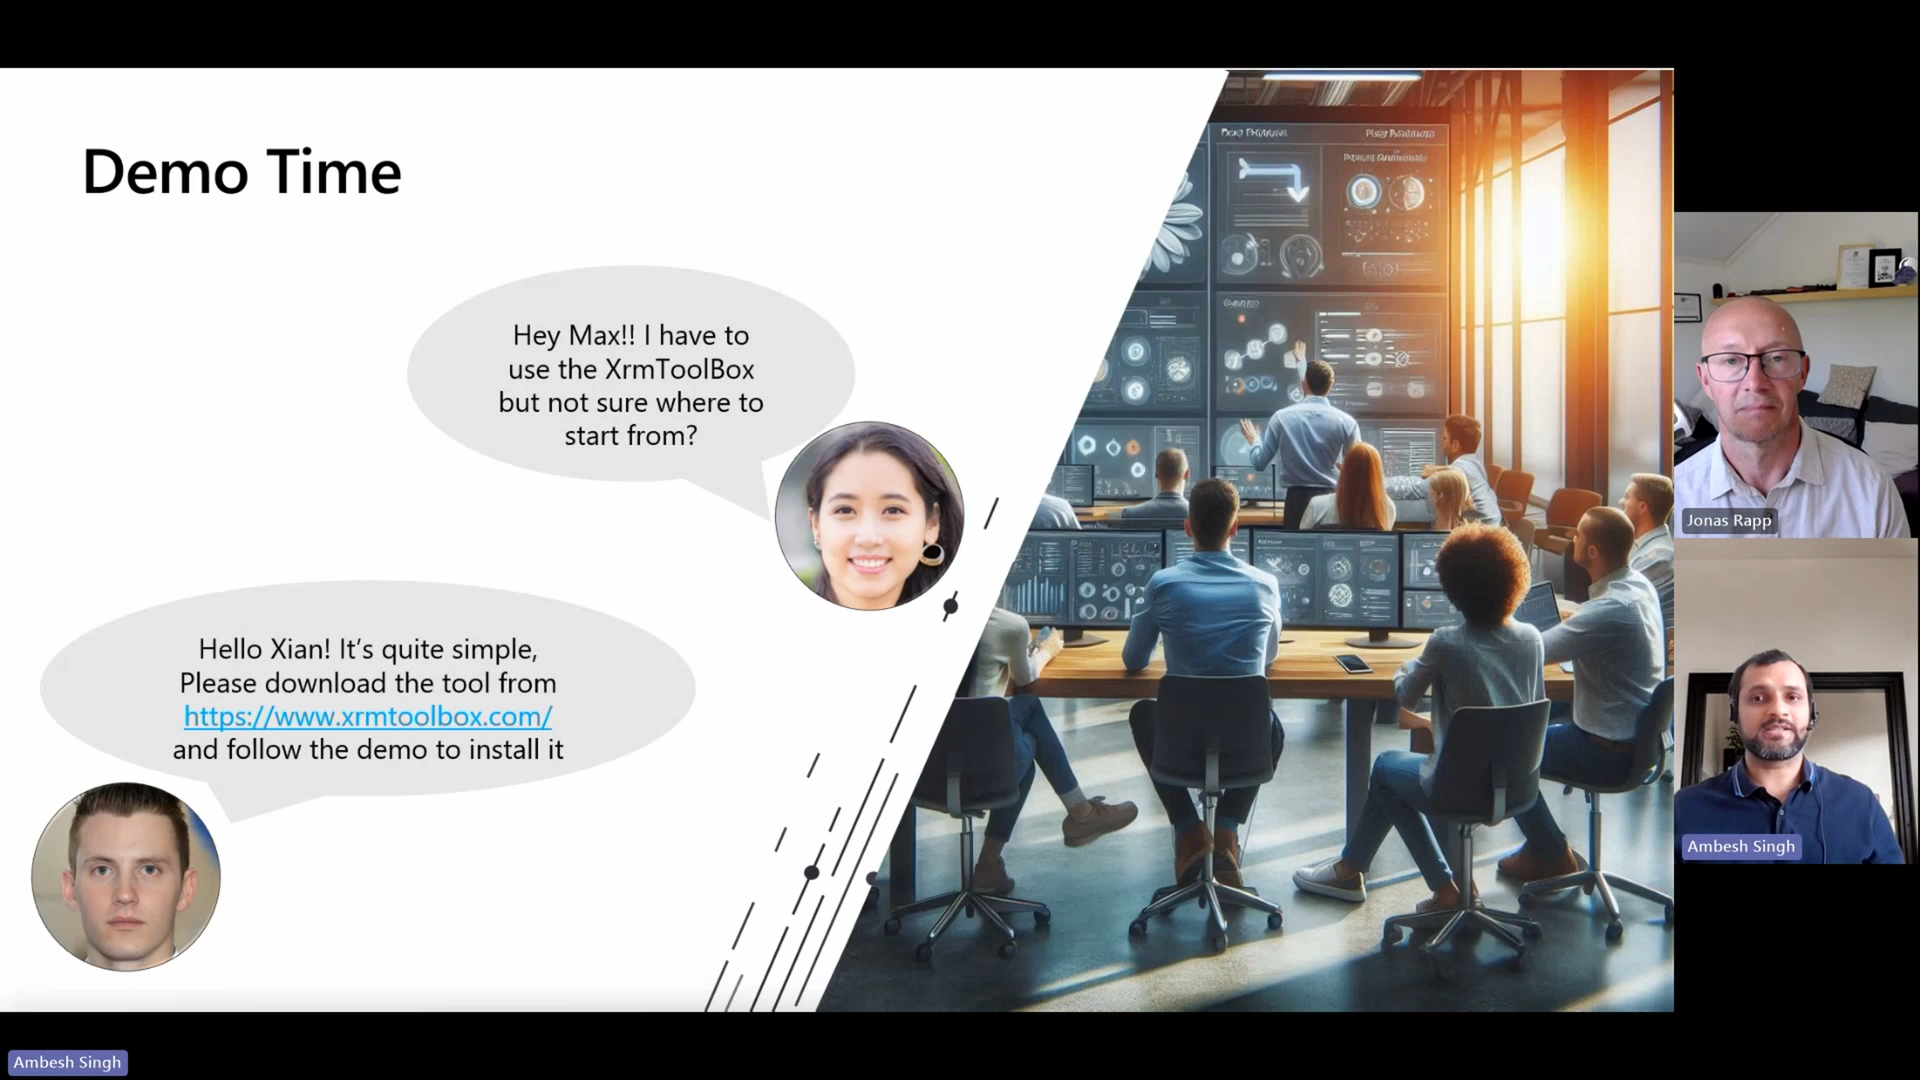 Demo Time
Hey Max!! I have to
use the XrmToolBox
but not sure where to
start from?
Hello Xian! It’s quite simple,
Please download the tool from
https://www.xrmtoolbox.com/
and follow the demo to install it
Jonas Rapp
Ambesh Singh
Ambesh Singh